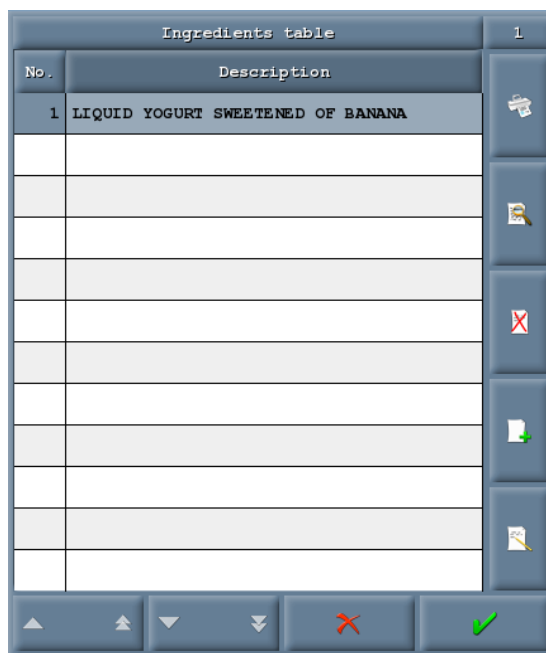 Ingredients table 1
No. Description
1 LIQUID YOGURT SWEETENED OF BANANA